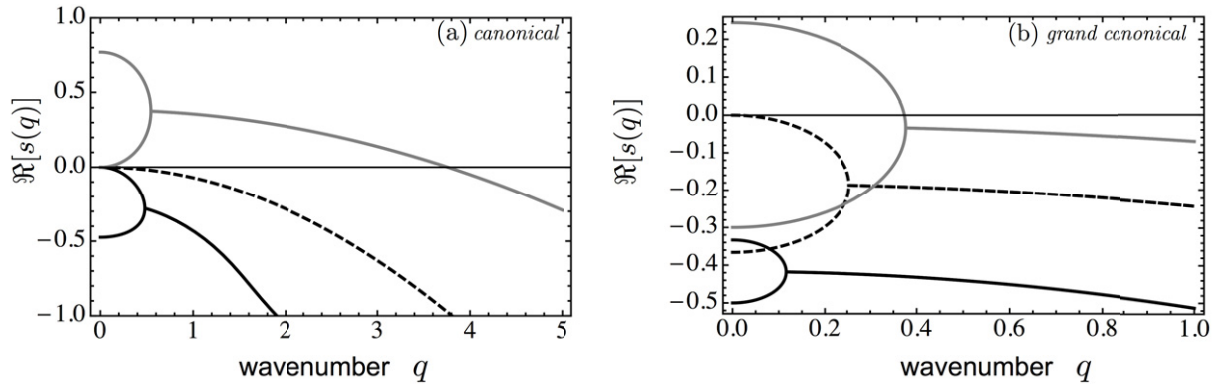 (a) canonical
1.0
0.5
0.0
−0.5
−1.0
ℜ[s(q)]
0 1 2 3 4 5
wavenumber q
(b) grand ccnonical
0.2
0.1
0.0
−0.1
−0.2
−0.3
−0.4
−0.5
ℜ[s(q)]
0.0 0.2 0.4 0.6 0.8 1.0
wavenumber q